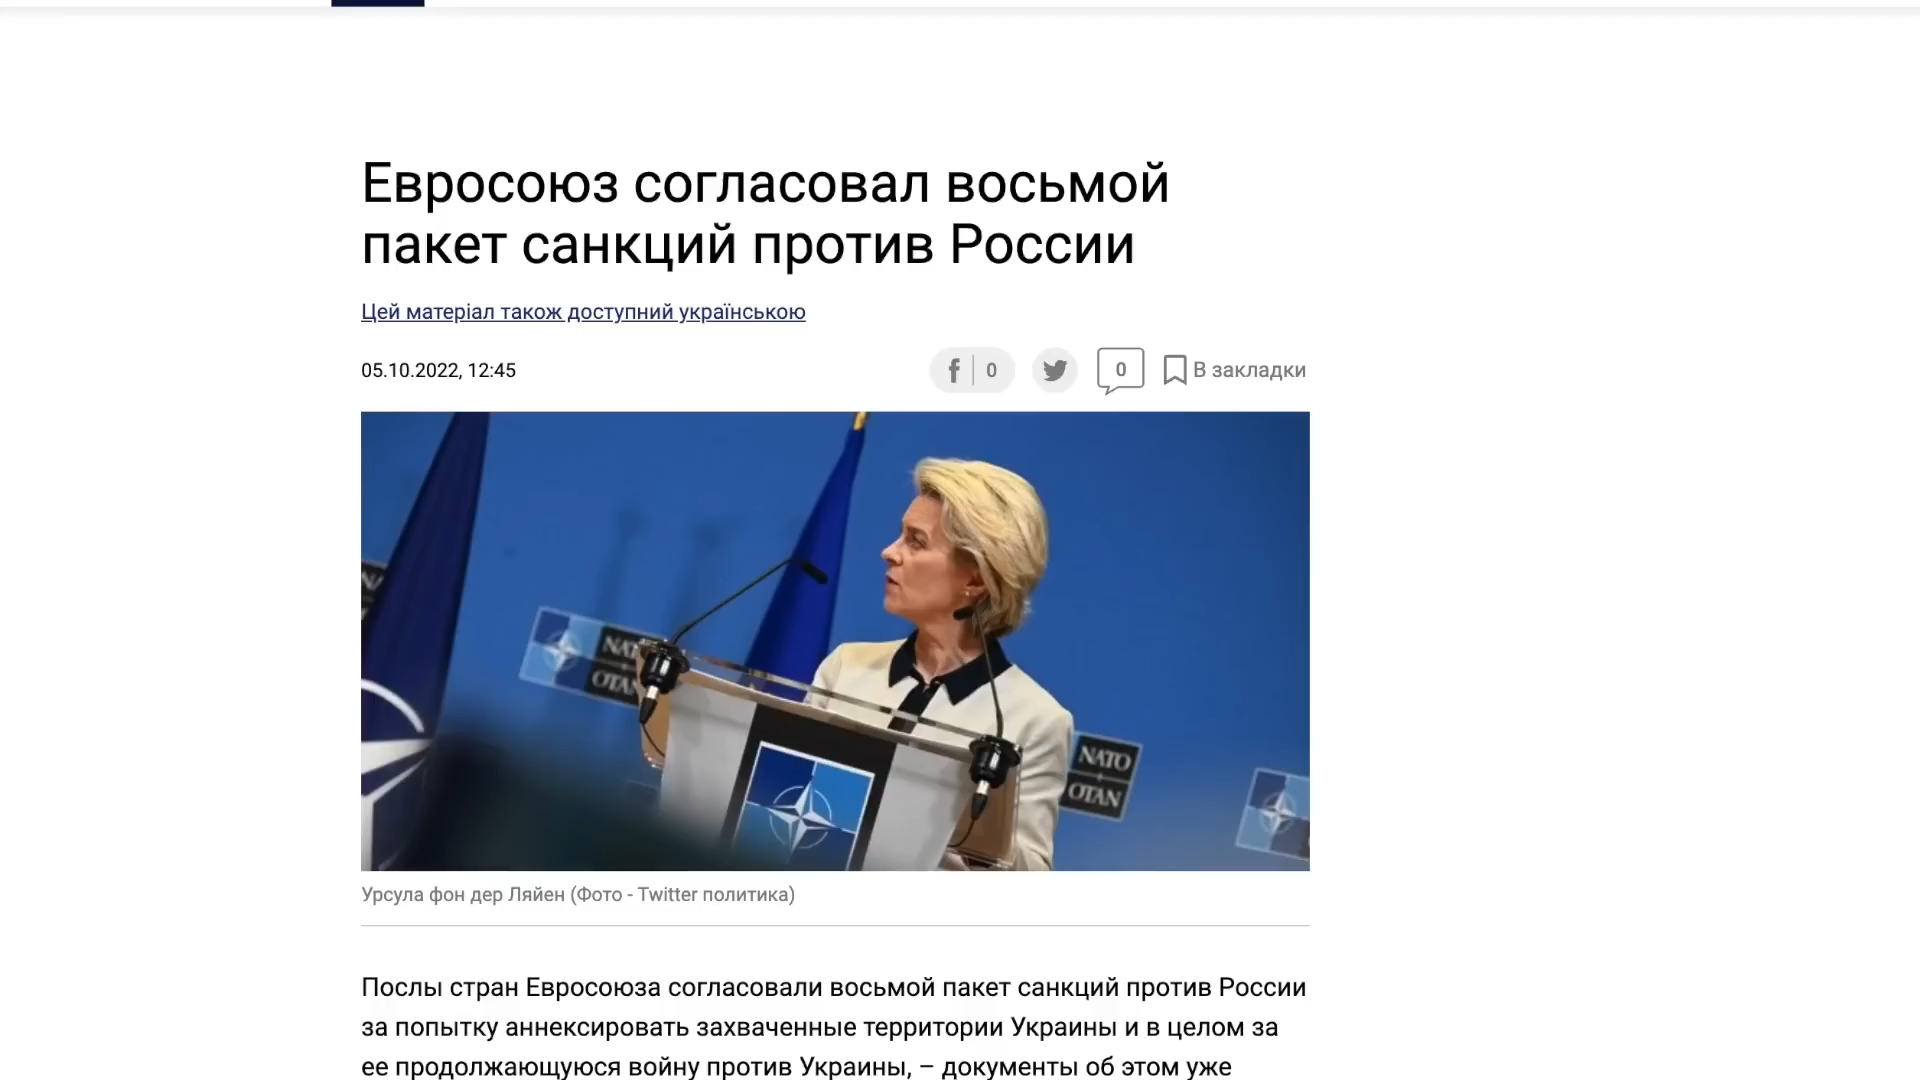 Евросоюз согласовал восьмой
пакет санкций против России
Цей матеріал також доступний українською
05.10.2022, 12:45
0
0
В закладки
NATO
OTAN
NATO
OTAN
Урсула фон дер Ляйен (Фото - Twitter политика)
Послы стран Евросоюза согласовали восьмой пакет санкций против России
за попытку аннексировать захваченные территории Украины и в целом за
ее продолжающуюся войну против Украины, – документы об этом уже